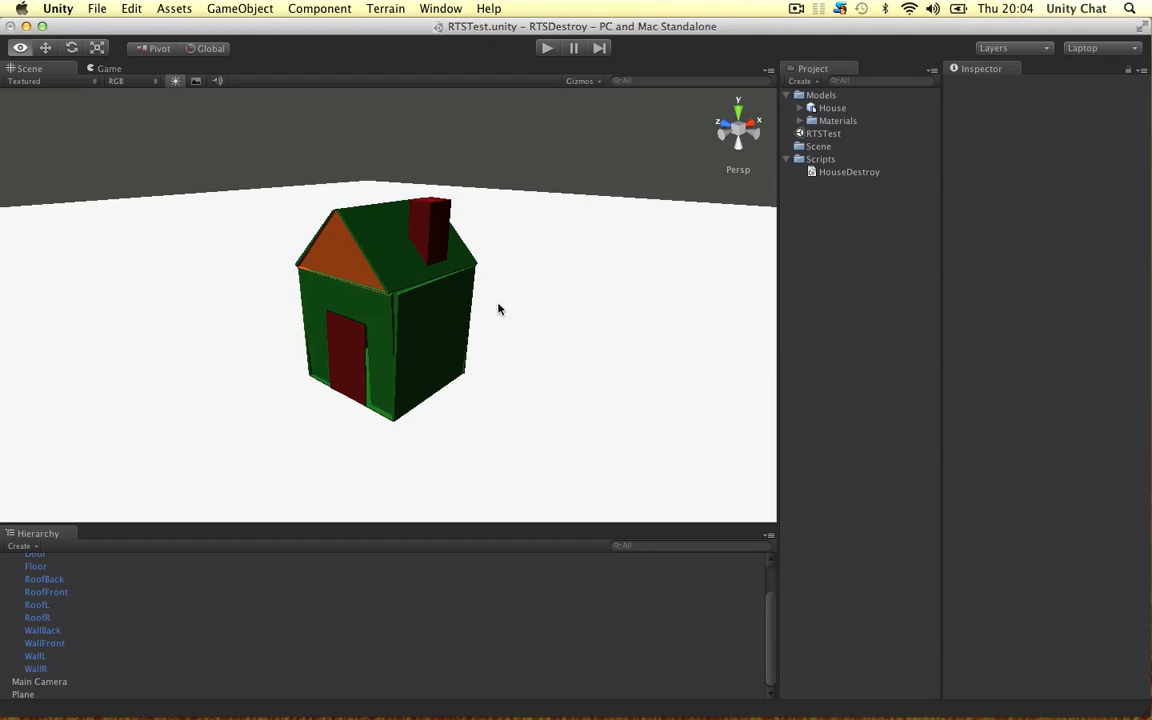 Unity File Edit Assets GameObject Component Terrain Window Help Thu 20:04 Unity Chat
RTSTest.unity - RTSDestroy - PC and Mac Standalone
Pivot Global Layers Laptop
Scene Game Project Inspector
Textured RGB Gizmos All Create All
Models
House
Materials
RTSTest
Scene
Scripts
HouseDestroy
y
z x
Persp
Hierarchy
Create All
Door
Floor
RoofBack
RoofFront
RoofL
RoofR
WallBack
WallFront
WallL
WallR
Main Camera
Plane